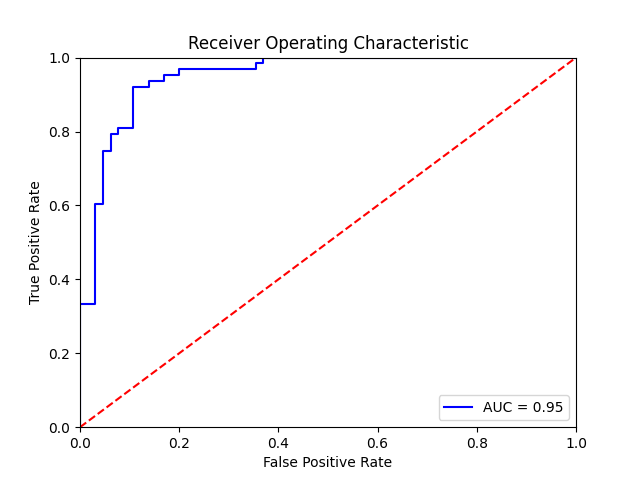 Receiver Operating Characteristic
True Positive Rate
1.0
0.8
0.6
0.4
0.2
0.0
AUC = 0.95
0.0 0.2 0.4 0.6 0.8 1.0
False Positive Rate